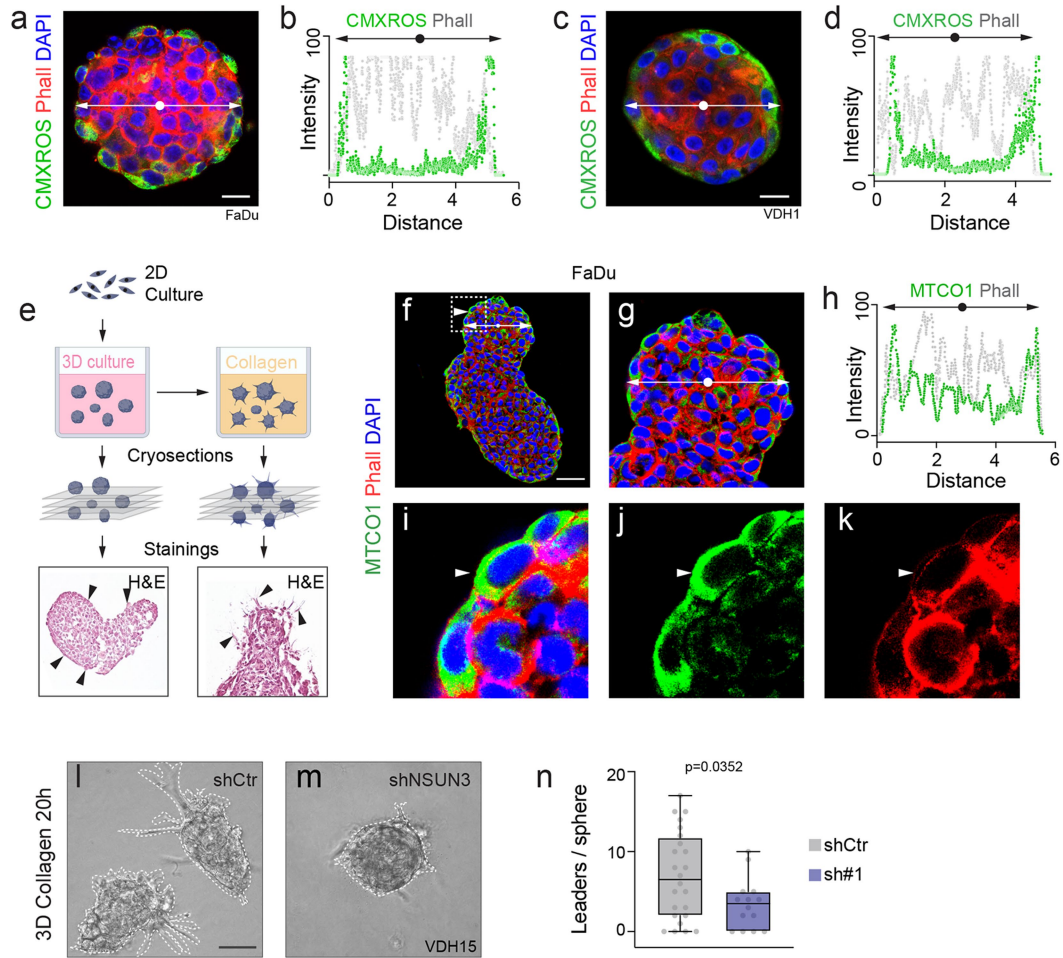 a
CMXROS Phall DAPI
FaDu
b
CMXROS Phall
100
Intensity
0
0 2 4 6
Distance
c
CMXROS Phall DAPI
VDH1
d
CMXROS Phall
100
Intensity
0
0 1 2 3 4
Distance
e
2D
Culture
3D culture
Collagen
Cryosections
Stainings
H&E
H&E
FaDu
MTCO1 Phall DAPI
f
g
h
MTCO1 Phall
100
Intensity
0
0 2 4 6
Distance
i
j
k
3D Collagen 20h
l
shCtr
m
shNSUN3
VDH15
n
p=0.0352
Leaders / sphere
20
10
0
shCtr
sh#1